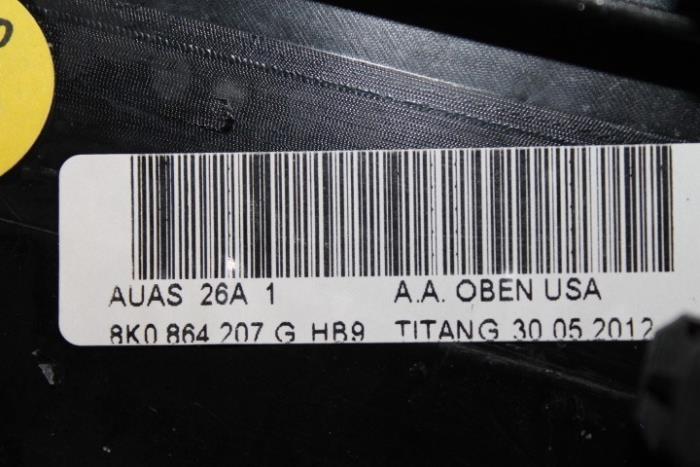 AUAS 26A 1 A.A. OBEN USA
8K0 864 207 G HB9 TITANG 30.05.2012